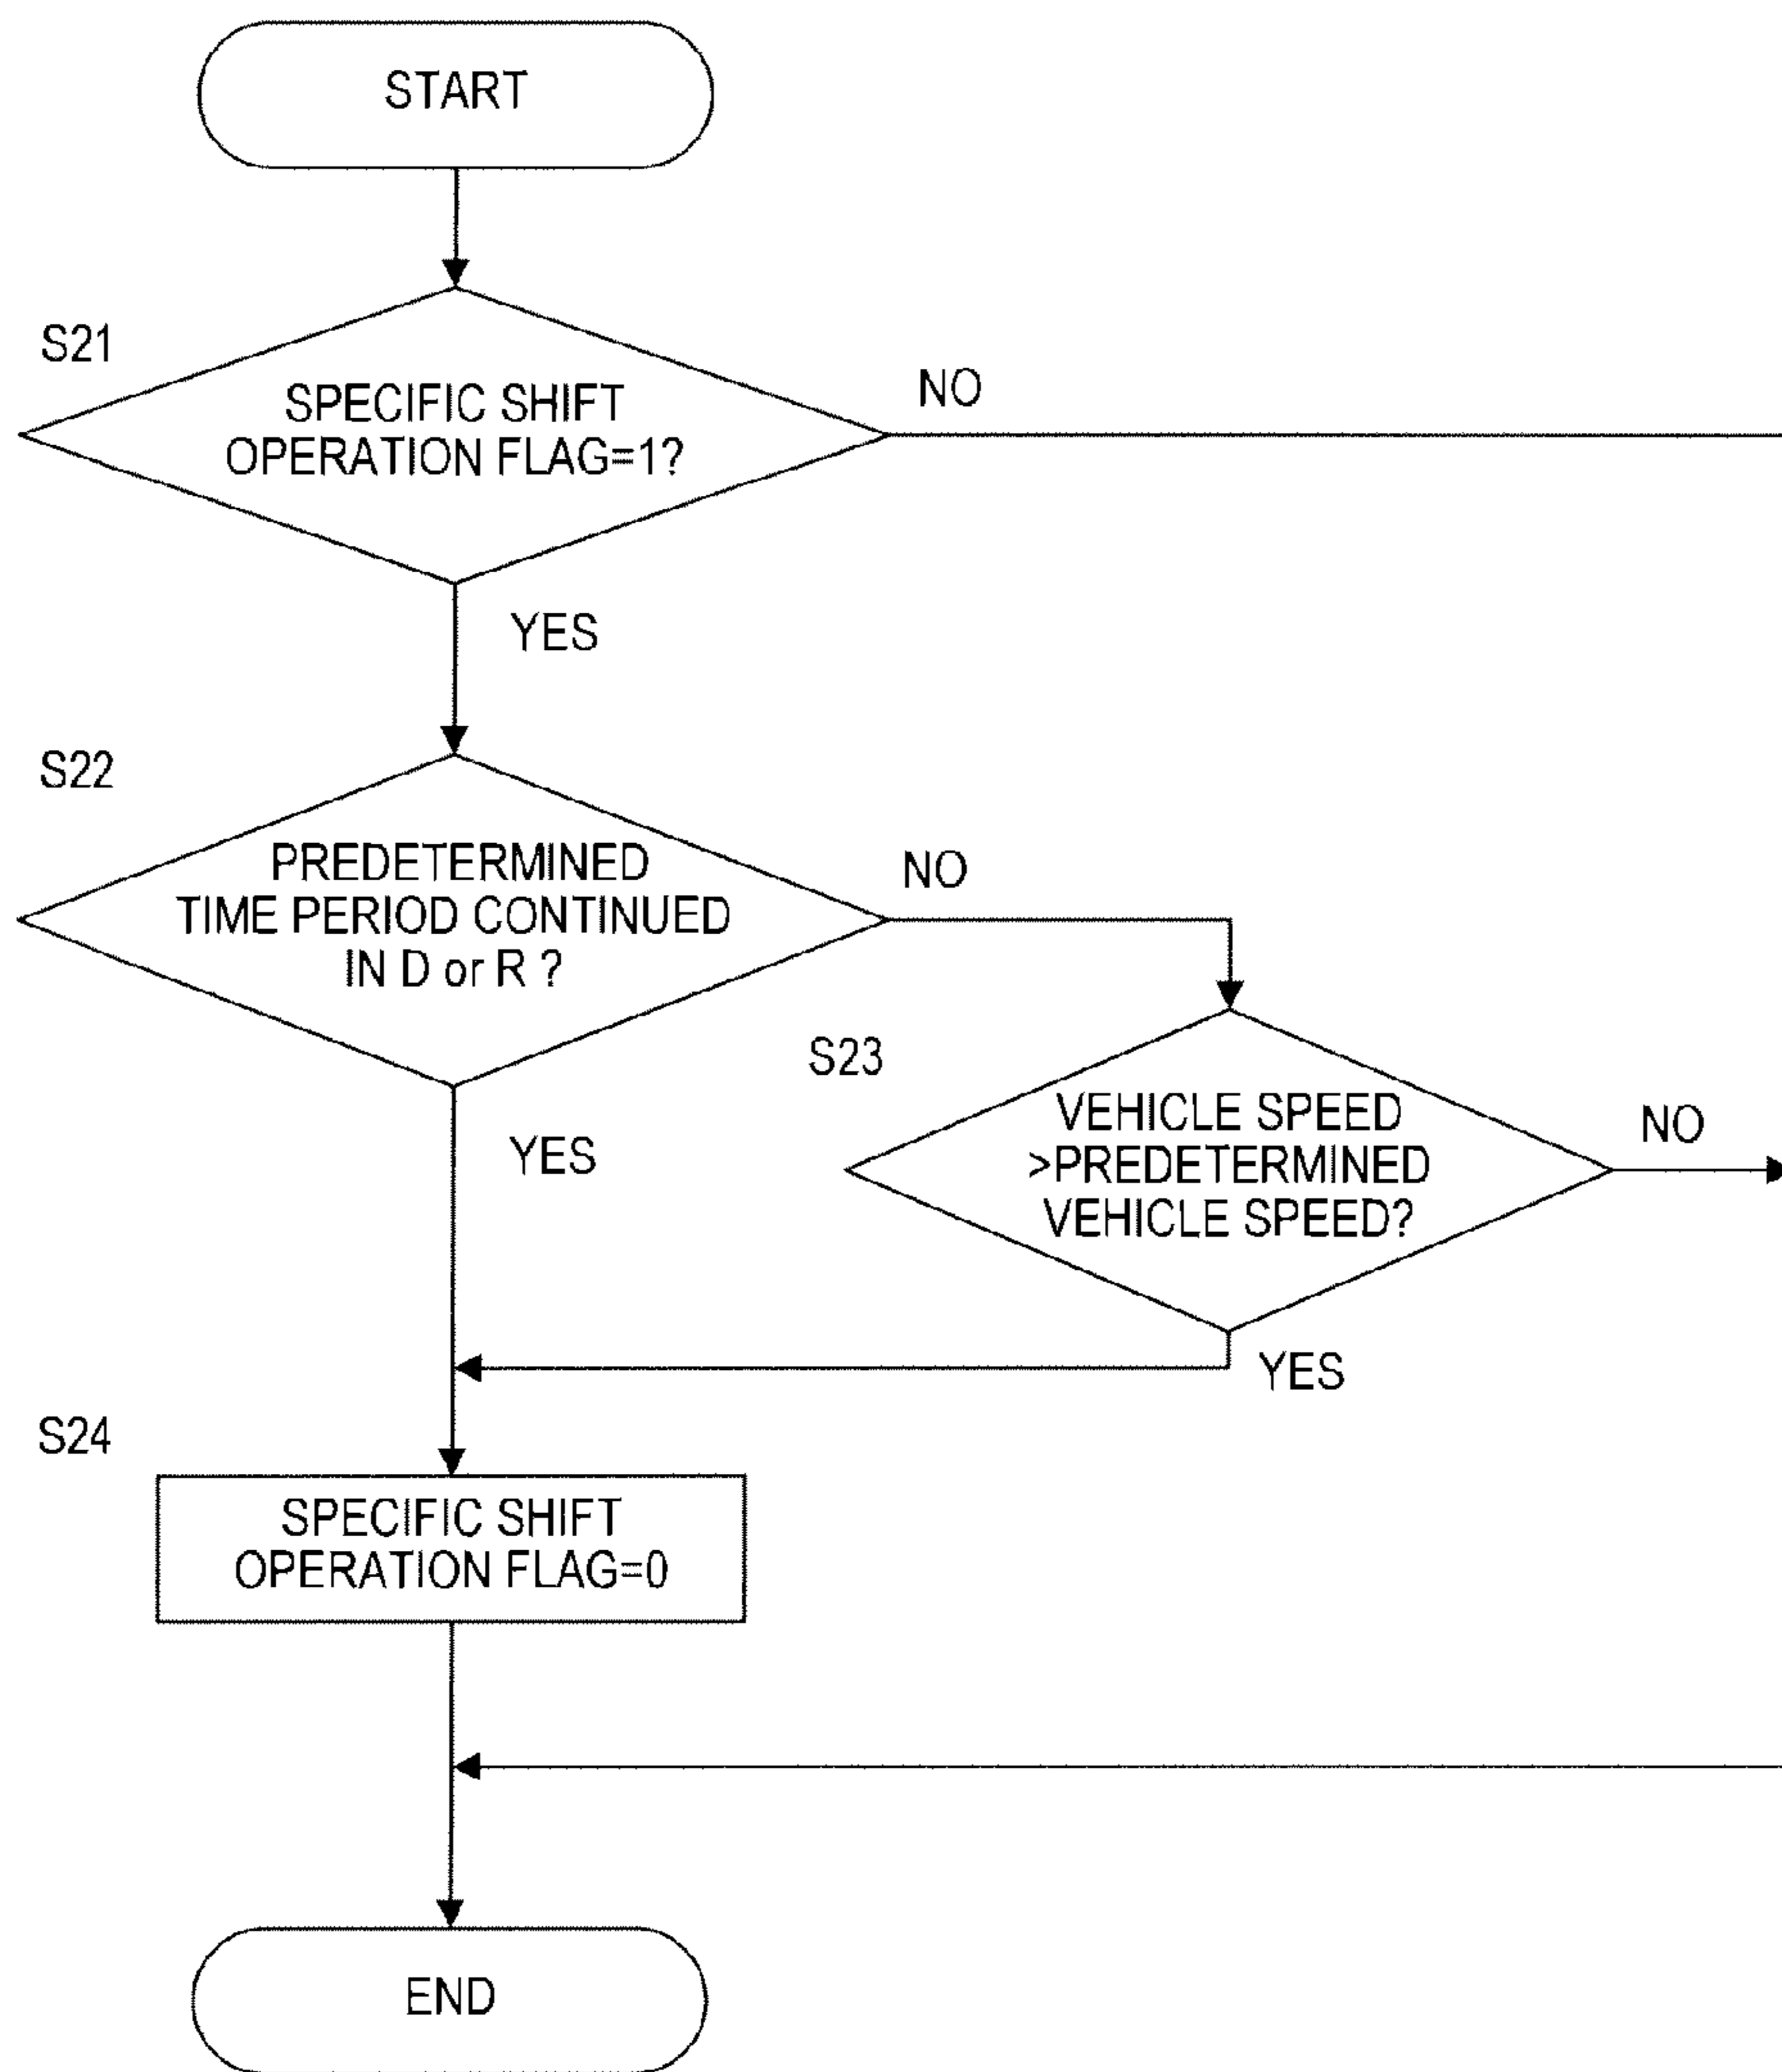 START
S21
SPECIFIC SHIFT
OPERATION FLAG=1?
NO
YES
S22
PREDETERMINED
TIME PERIOD CONTINUED
IN D or R ?
NO
YES
S23
VEHICLE SPEED
>PREDETERMINED
VEHICLE SPEED?
NO
YES
S24
SPECIFIC SHIFT
OPERATION FLAG=0
END